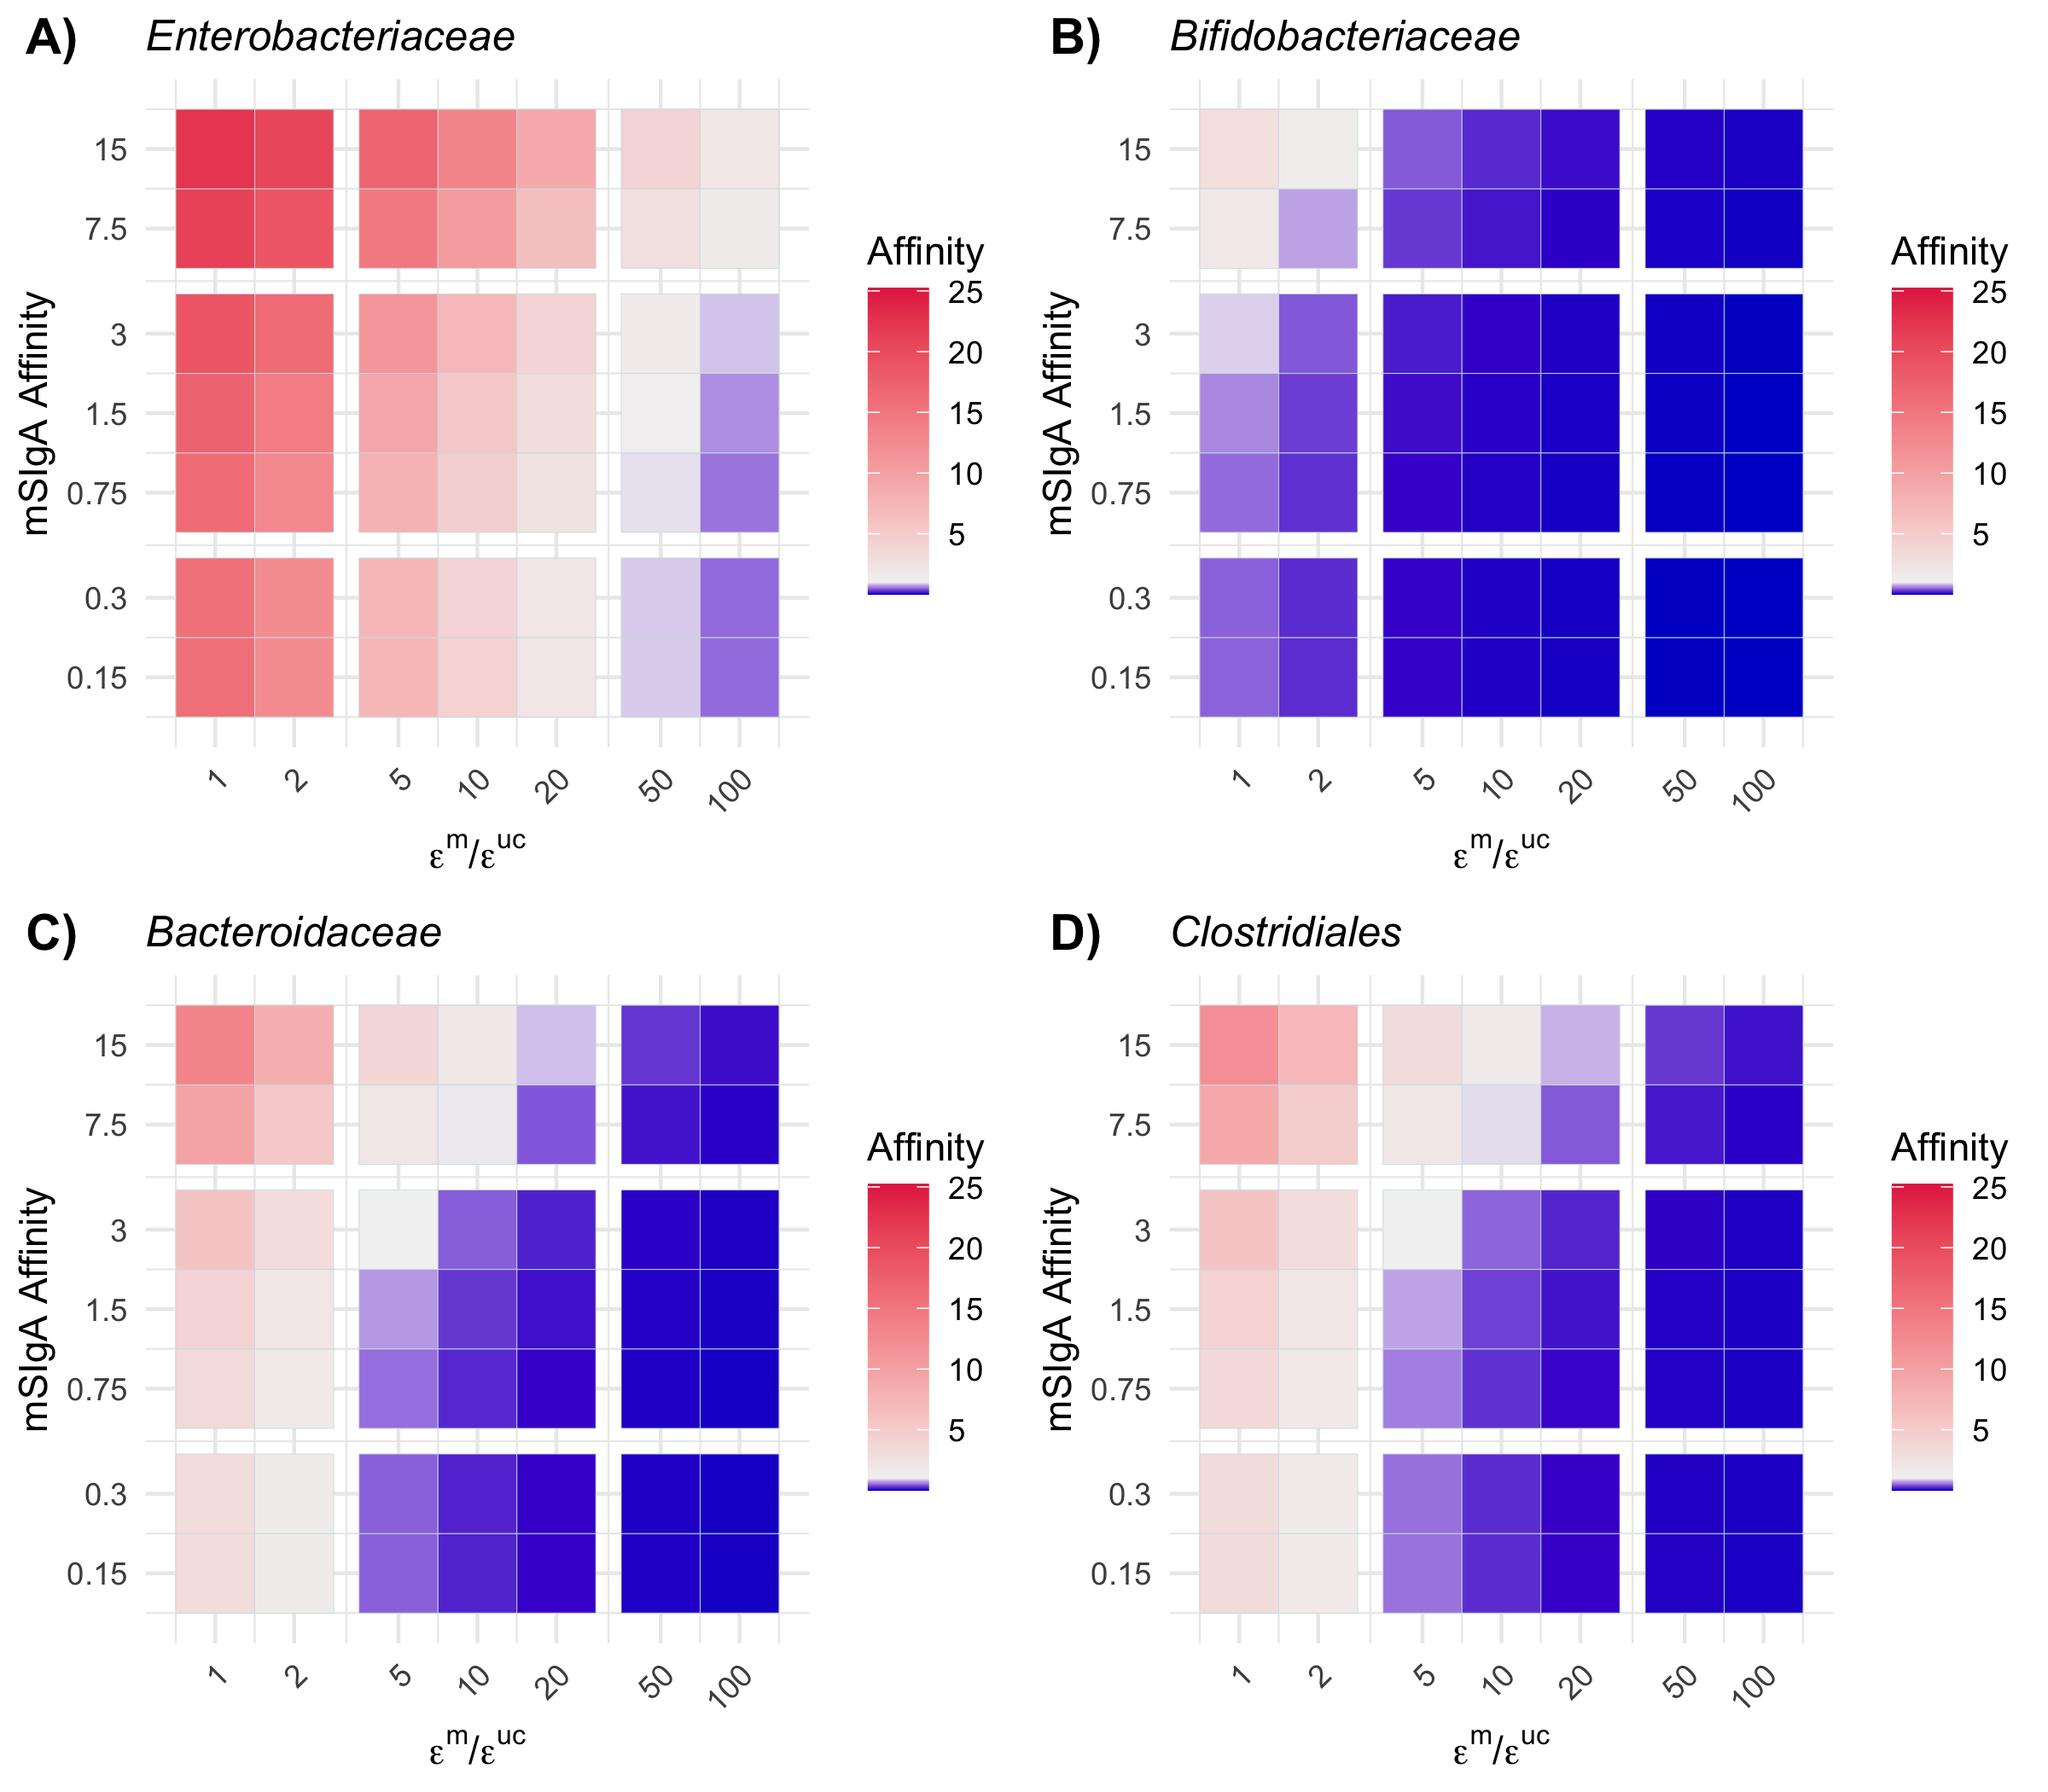 A) Enterobacteriaceae
15
7.5
3
1.5
0.75
0.3
0.15
mSIgA Affinity
1 2 5 10 20 50 100
εm/εuc
Affinity
25
20
15
10
5
B) Bifidobacteriaceae
15
7.5
3
1.5
0.75
0.3
0.15
mSIgA Affinity
1 2 5 10 20 50 100
εm/εuc
Affinity
25
20
15
10
5
C) Bacteroidaceae
15
7.5
3
1.5
0.75
0.3
0.15
mSIgA Affinity
1 2 5 10 20 50 100
εm/εuc
Affinity
25
20
15
10
5
D) Clostridiales
15
7.5
3
1.5
0.75
0.3
0.15
mSIgA Affinity
1 2 5 10 20 50 100
εm/εuc
Affinity
25
20
15
10
5